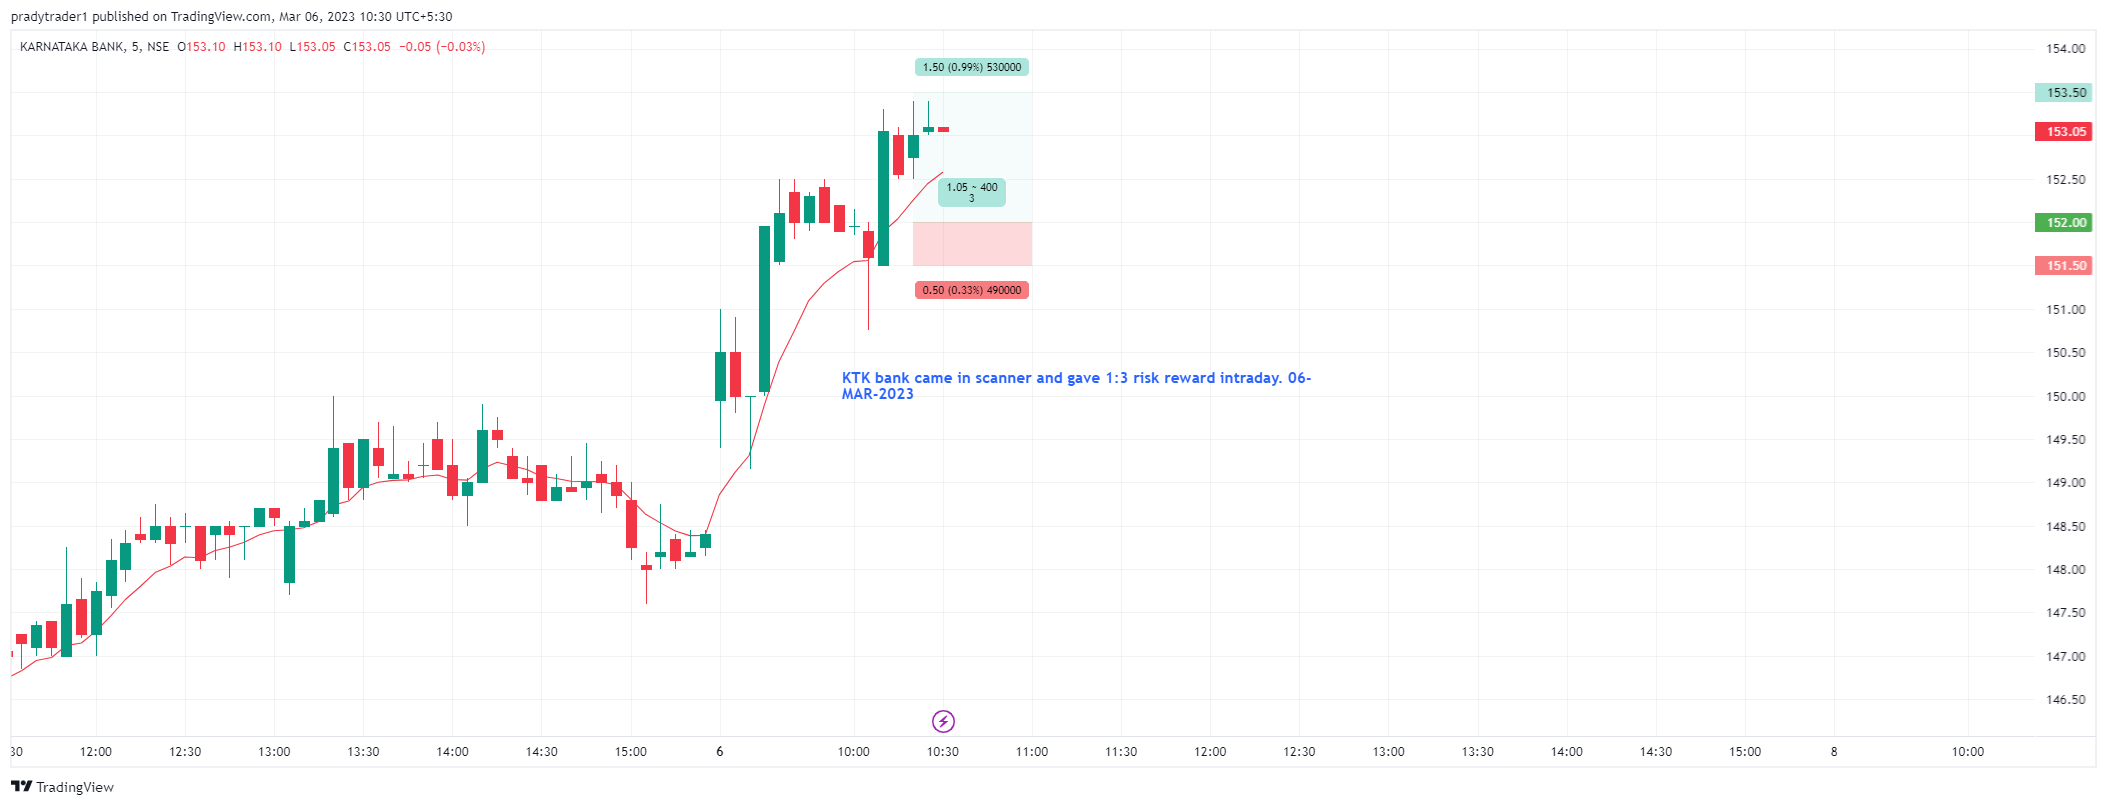 pradytrader1 published on TradingView.com, Mar 06, 2023 10:30 UTC+5:30
KARNATAKA BANK, 5, NSE O153.10 H153.10 L153.05 C153.05 −0.05 (−0.03%)
154.00
1.50 (0.99%) 530000
153.50
153.05
152.50
1.05 ~ 400
3
152.00
151.50
0.50 (0.33%) 490000
151.00
150.50
KTK bank came in scanner and gave 1:3 risk reward intraday. 06-
MAR-2023
150.00
149.50
149.00
148.50
148.00
147.50
147.00
146.50
:30 12:00 12:30 13:00 13:30 14:00 14:30 15:00 6 10:00 10:30 11:00 11:30 12:00 12:30 13:00 13:30 14:00 14:30 15:00 8 10:00
TradingView